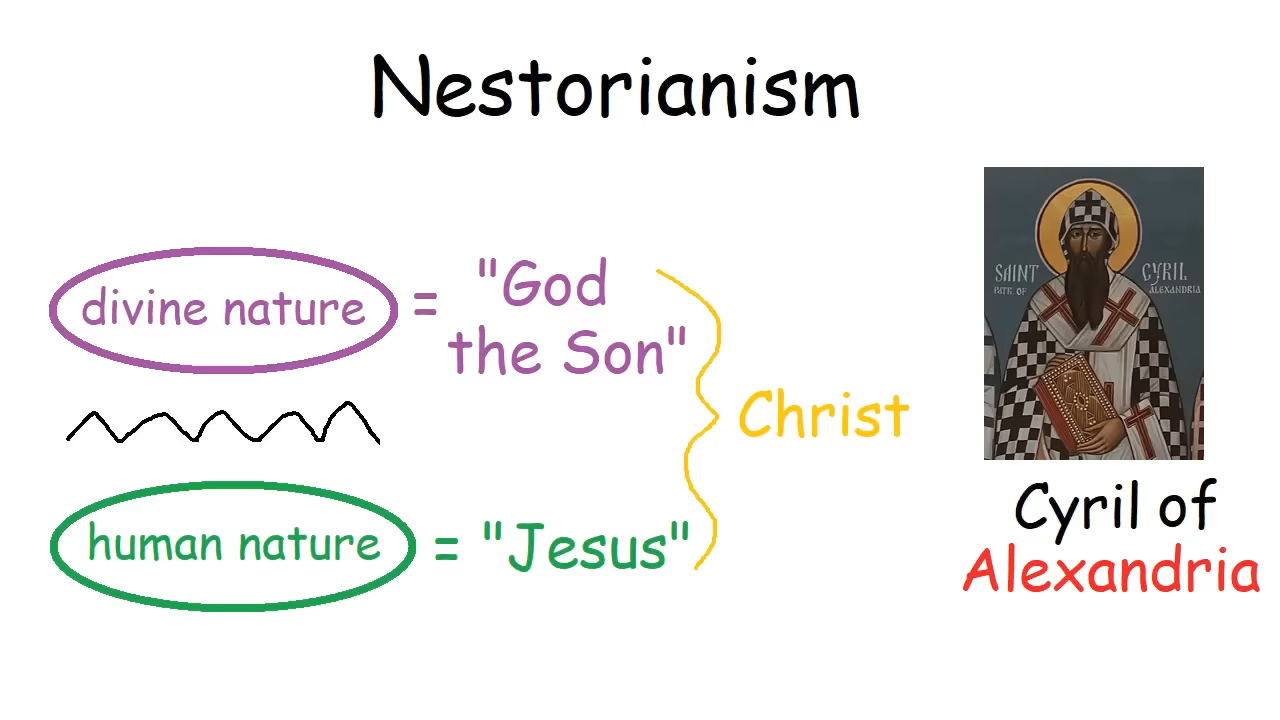 Nestorianism
divine nature
=
"God
the Son"
Christ
human nature
=
"Jesus"
SAINT
PATR. OF
CYRIL
ALEXANDRIA
Cyril of
Alexandria